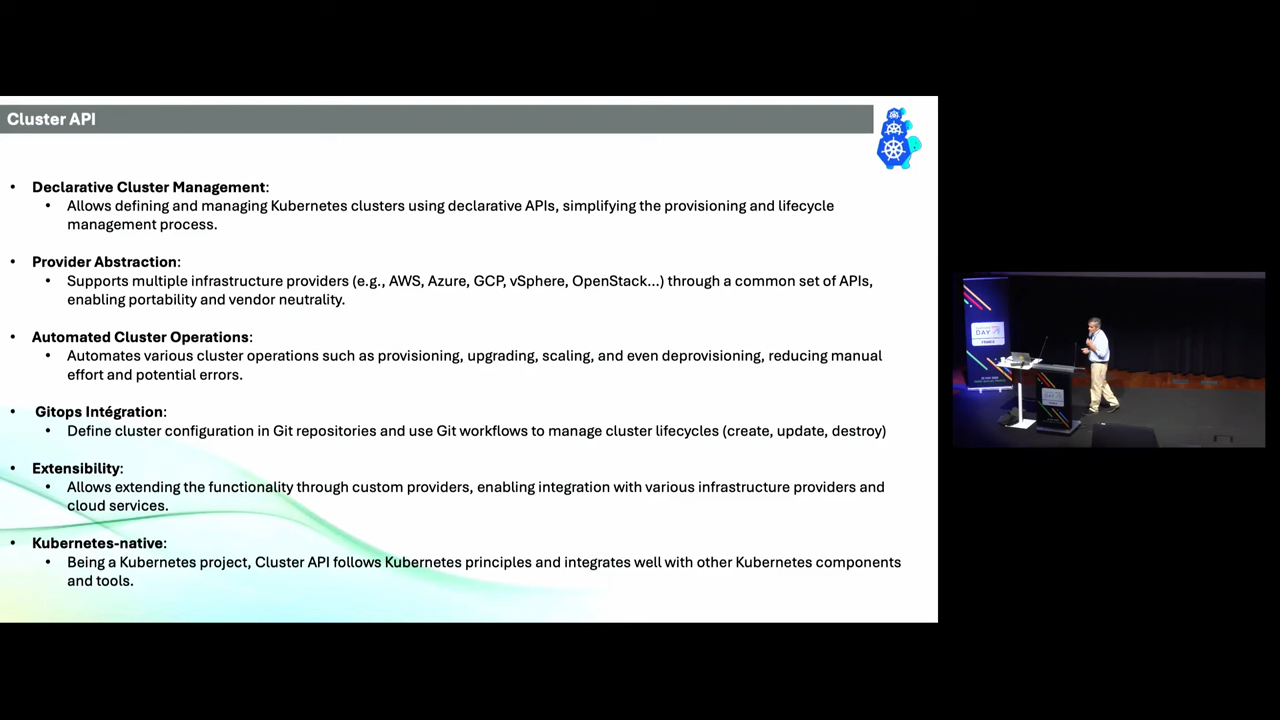 Cluster API
• Declarative Cluster Management:
• Allows defining and managing Kubernetes clusters using declarative APIs, simplifying the provisioning and lifecycle
management process.
• Provider Abstraction:
• Supports multiple infrastructure providers (e.g., AWS, Azure, GCP, vSphere, OpenStack...) through a common set of APIs,
enabling portability and vendor neutrality.
• Automated Cluster Operations:
• Automates various cluster operations such as provisioning, upgrading, scaling, and even deprovisioning, reducing manual
effort and potential errors.
• Gitops Intégration:
• Define cluster configuration in Git repositories and use Git workflows to manage cluster lifecycles (create, update, destroy)
• Extensibility:
• Allows extending the functionality through custom providers, enabling integration with various infrastructure providers and
cloud services.
• Kubernetes-native:
• Being a Kubernetes project, Cluster API follows Kubernetes principles and integrates well with other Kubernetes components
and tools.
DAY
FRANCE